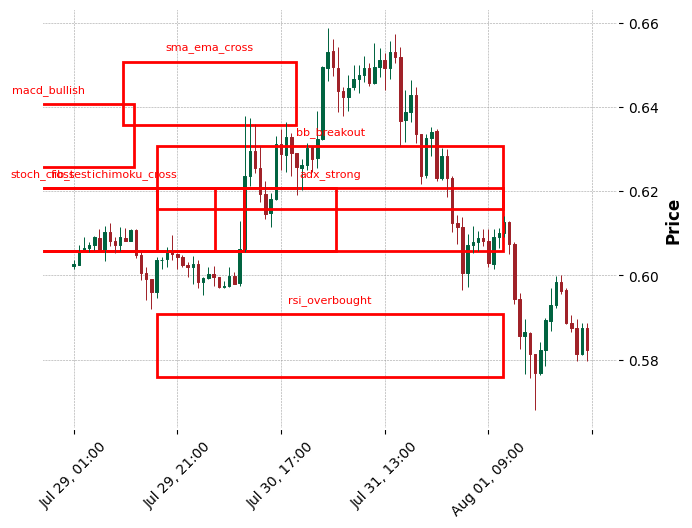 0.66
sma_ema_cross
macd_bullish
0.64
bb_breakout
stoch_cross
fib_test
ichimoku_cross
adx_strong
0.62
Price
0.60
rsi_overbought
0.58
Jul 29, 01:00
Jul 29, 21:00
Jul 30, 17:00
Jul 31, 13:00
Aug 01, 09:00